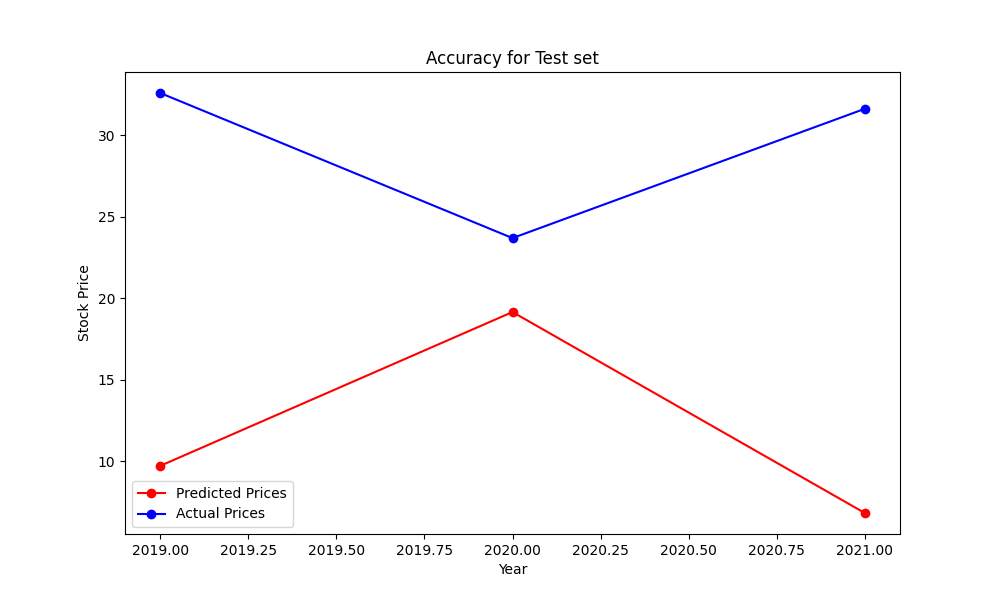 Accuracy for Test set
Stock Price
30
25
20
15
10
Predicted Prices
Actual Prices
2019.00 2019.25 2019.50 2019.75 2020.00 2020.25 2020.50 2020.75 2021.00
Year